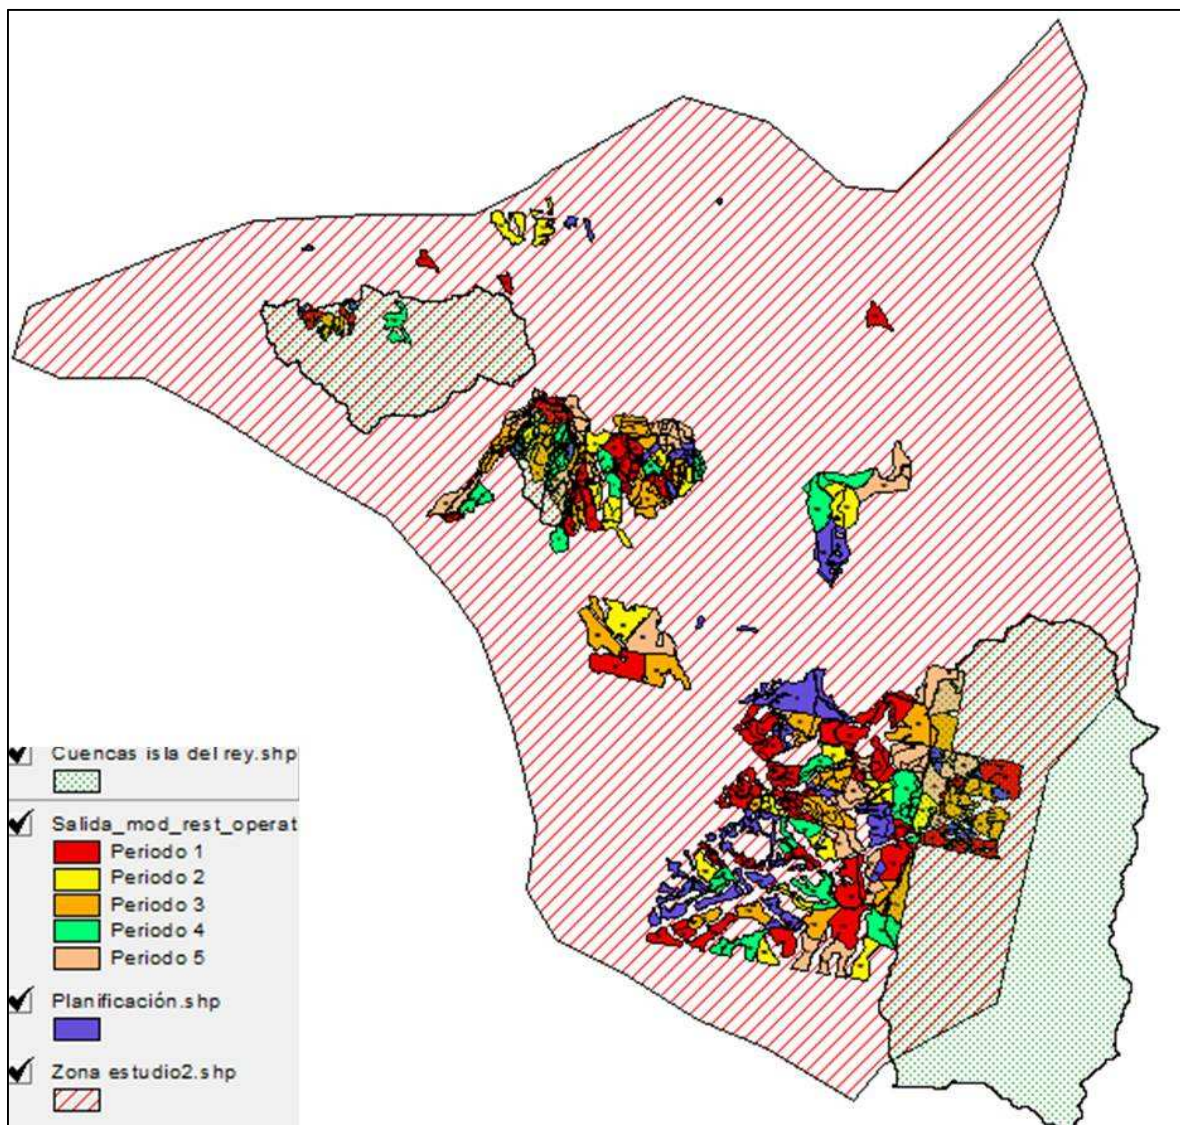 Cuencas isla del rey.shp
Salida_mod_rest_operat
Periodo 1
Periodo 2
Periodo 3
Periodo 4
Periodo 5
Planificación.shp
Zona estudio2.shp